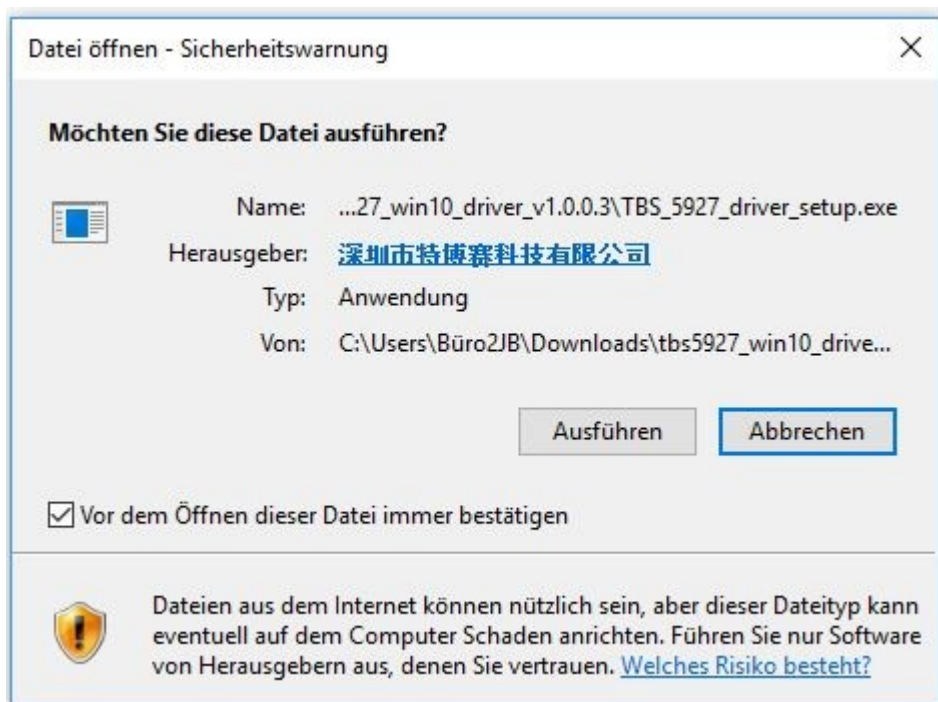 Datei öffnen - Sicherheitswarnung
Möchten Sie diese Datei ausführen?
Name: ...27_win10_driver_v1.0.0.3\TBS_5927_driver_setup.exe
Herausgeber: 深圳市特博赛科技有限公司
Typ: Anwendung
Von: C:\Users\Büro2JB\Downloads\tbs5927_win10_drive...
Ausführen Abbrechen
Vor dem Öffnen dieser Datei immer bestätigen
Dateien aus dem Internet können nützlich sein, aber dieser Dateityp kann
eventuell auf dem Computer Schaden anrichten. Führen Sie nur Software
von Herausgebern aus, denen Sie vertrauen. Welches Risiko besteht?